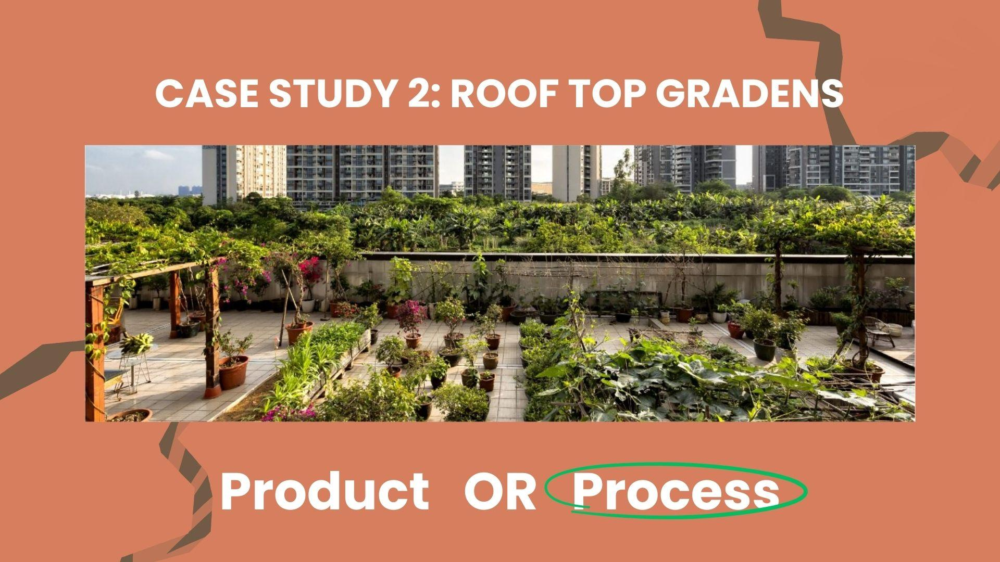 CASE STUDY 2: ROOF TOP GRADENS
Product OR Process